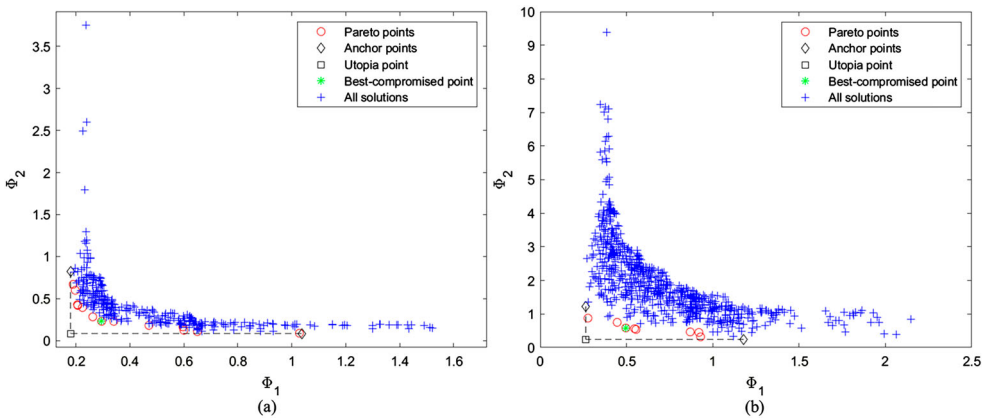 3.5
3
2.5
2
1.5
1
0.5
0
Φ2
0.2 0.4 0.6 0.8 1 1.2 1.4 1.6
Φ1
(a)
Pareto points
Anchor points
Utopia point
Best-compromised point
All solutions
10
9
8
7
6
5
4
3
2
1
0
Φ2
0 0.5 1 1.5 2 2.5
Φ1
(b)
Pareto points
Anchor points
Utopia point
Best-compromised point
All solutions